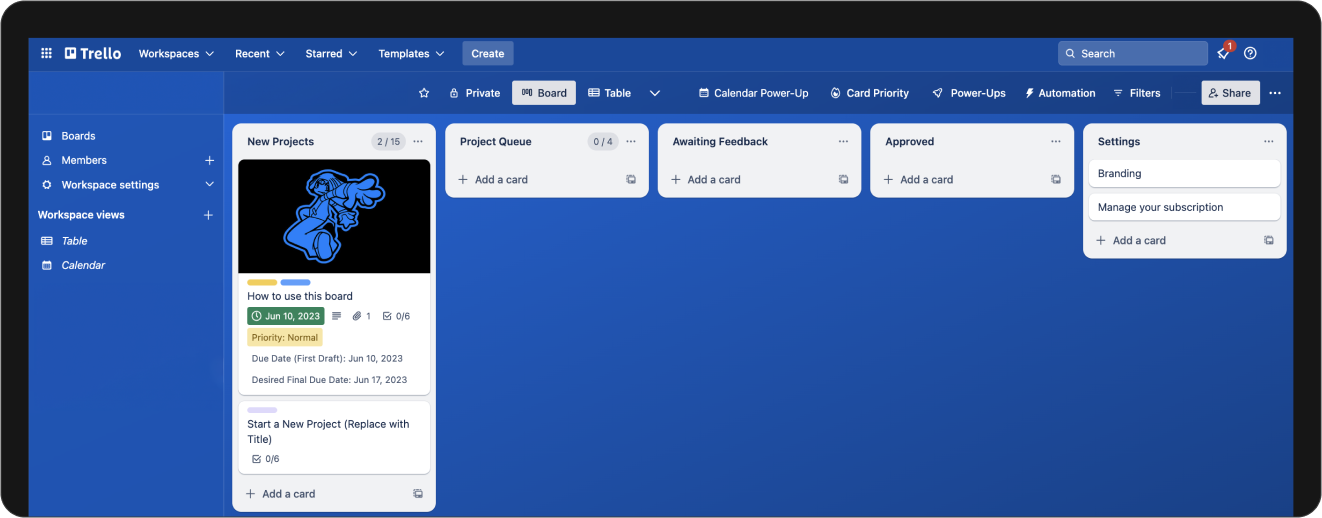 Trello Workspaces Recent Starred Templates Create Search 1
Private Board Table Calendar Power-Up Card Priority Power-Ups Automation Filters Share
Boards
Members
Workspace settings
Workspace views
Table
Calendar
New Projects 2 / 15
How to use this board
Jun 10, 2023 1 0/6
Priority: Normal
Due Date (First Draft): Jun 10, 2023
Desired Final Due Date: Jun 17, 2023
Start a New Project (Replace with
Title)
0/6
+ Add a card
Project Queue 0 / 4
+ Add a card
Awaiting Feedback
+ Add a card
Approved
+ Add a card
Settings
Branding
Manage your subscription
+ Add a card